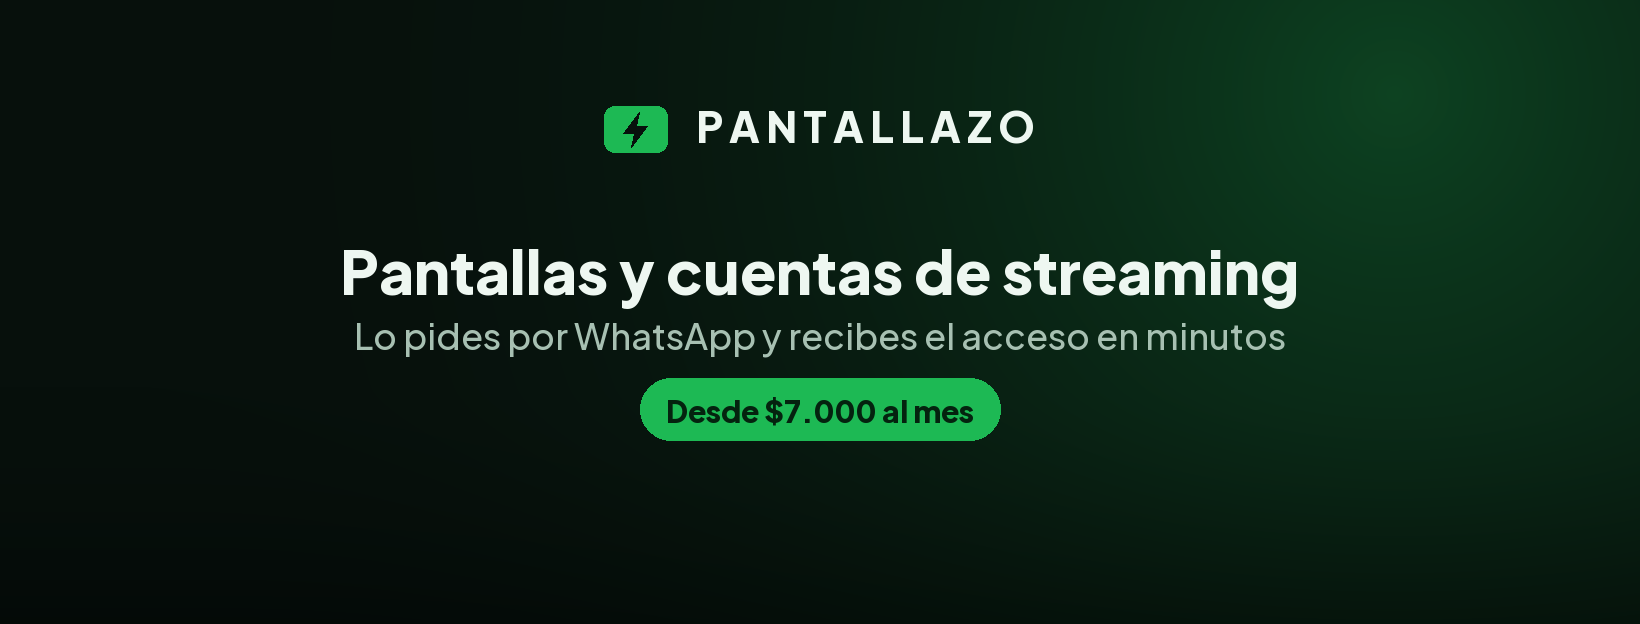 PANTALLAZO
Pantallas y cuentas de streaming
Lo pides por WhatsApp y recibes el acceso en minutos
Desde $7.000 al mes